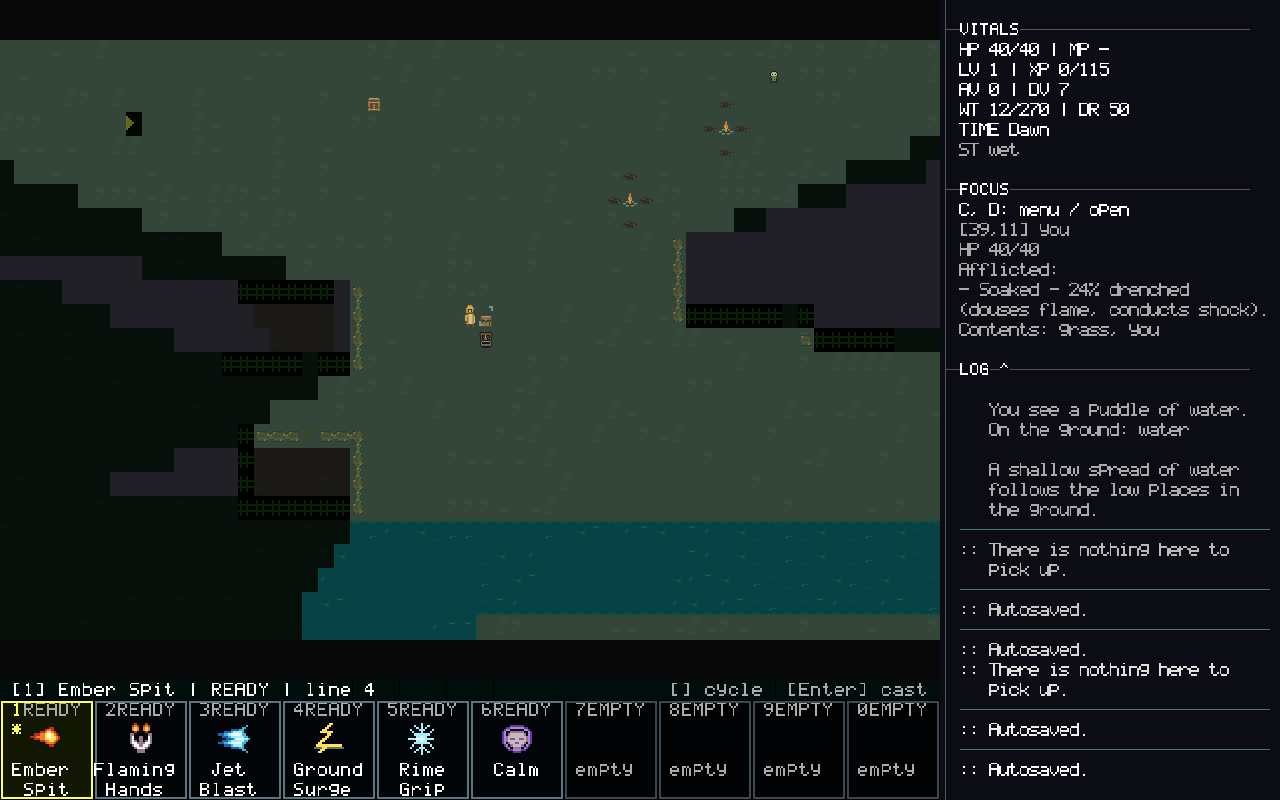 VITALS
HP 40/40 | MP -
LV 1 | XP 0/115
AV 0 | DV 7
WT 12/270 | DR 50
TIME Dawn
ST wet
FOCUS
C, D: menu / oPen
[39,11] You
HP 40/40
Afflicted:
- Soaked - 24% drenched
(douses flame, conducts shock).
Contents: grass, You
LOG ^
You see a Puddle of water.
On the ground: water
A shallow sPread of water
follows the low Places in
the ground.
:: There is nothing here to
Pick uP.
:: Autosaved.
:: Autosaved.
:: There is nothing here to
Pick uP.
:: Autosaved.
:: Autosaved.
[1] Ember SPit | READY | line 4
[] cycle [Enter] cast
1READY 2READY 3READY 4READY 5READY 6READY 7EMPTY 8EMPTY 9EMPTY 0EMPTY
Ember Flaming Jet Ground Rime Calm emPty emPty emPty emPty
SPit Hands Blast Surge GriP